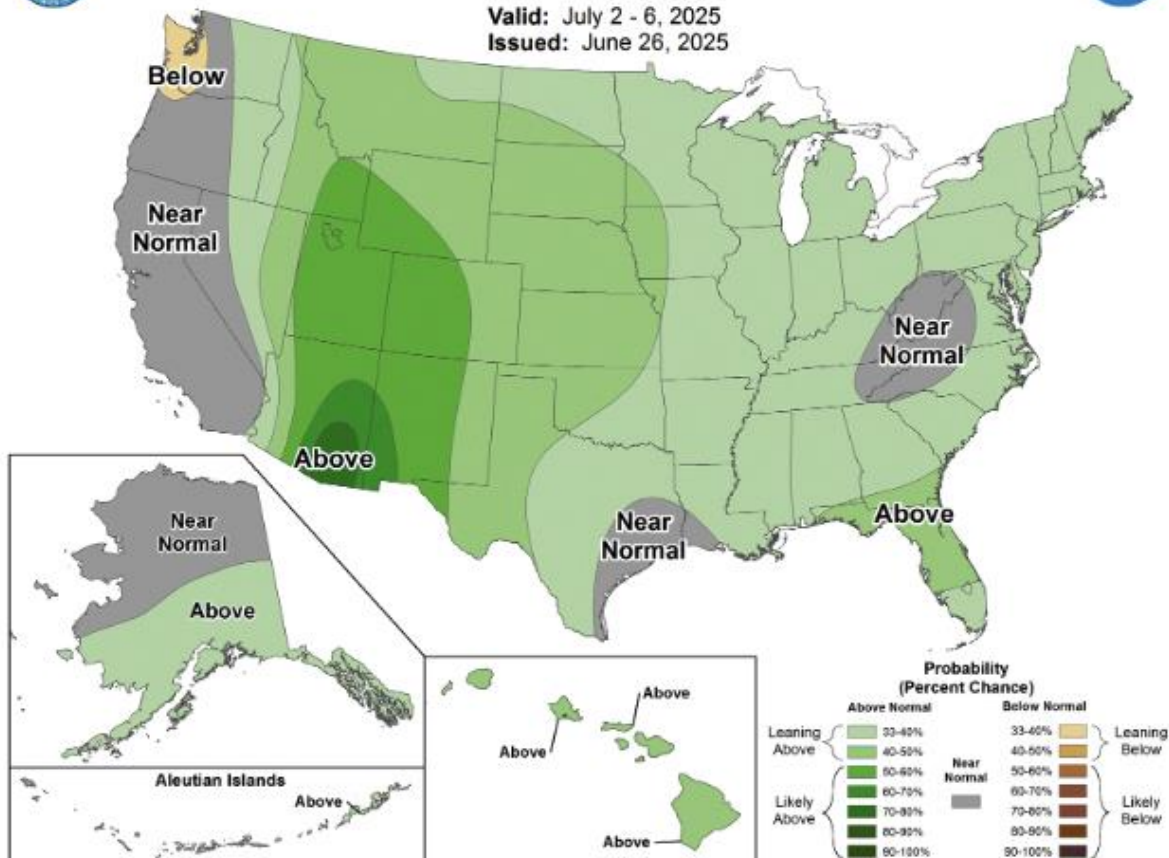 Valid: July 2 - 6, 2025
Issued: June 26, 2025
Below
Near
Normal
Near
Normal
Above
Near
Normal
Above
Near
Normal
Above
Above
Above
Above
Aleutian Islands
Above
Probability
(Percent Chance)
Above Normal
Below Normal
Leaning
Above
33-40%
40-50%
Likely
Above
50-60%
60-70%
70-80%
80-90%
90-100%
Near
Normal
33-40%
40-50%
Leaning
Below
50-60%
60-70%
70-80%
80-90%
90-100%
Likely
Below